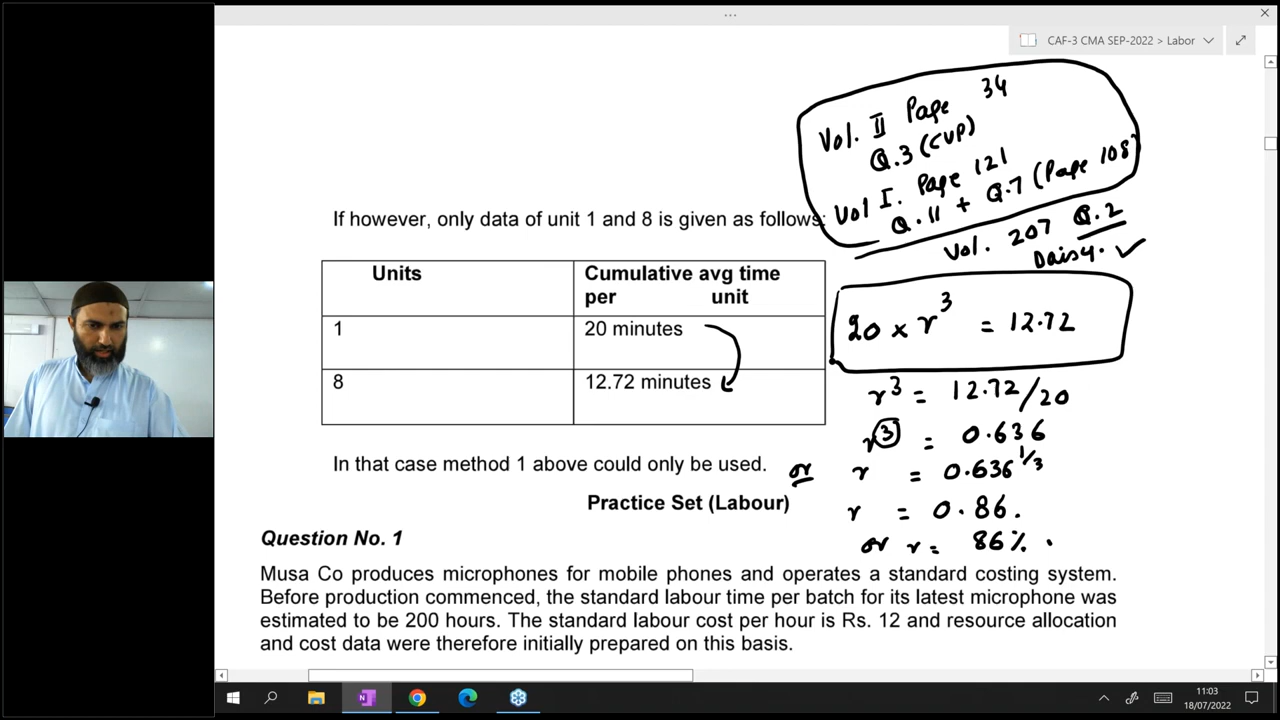 CAF-3 CMA SEP-2022 > Labor
Vol. II Page 34
Q.3 (CVP)
Vol I. Page 121
Q.11 + Q.7 (Page 108)
Vol. 207 Q.2
Daisy.
If however, only data of unit 1 and 8 is given as follows:
Units
Cumulative avg time
per unit
1
20 minutes
8
12.72 minutes
20 x r³ = 12.72
r³ = 12.72/20
r³ = 0.636
or r = 0.636^1/3
r = 0.86.
or r = 86%.
In that case method 1 above could only be used.
Practice Set (Labour)
Question No. 1
Musa Co produces microphones for mobile phones and operates a standard costing system.
Before production commenced, the standard labour time per batch for its latest microphone was
estimated to be 200 hours. The standard labour cost per hour is Rs. 12 and resource allocation
and cost data were therefore initially prepared on this basis.
11:03
18/07/2022